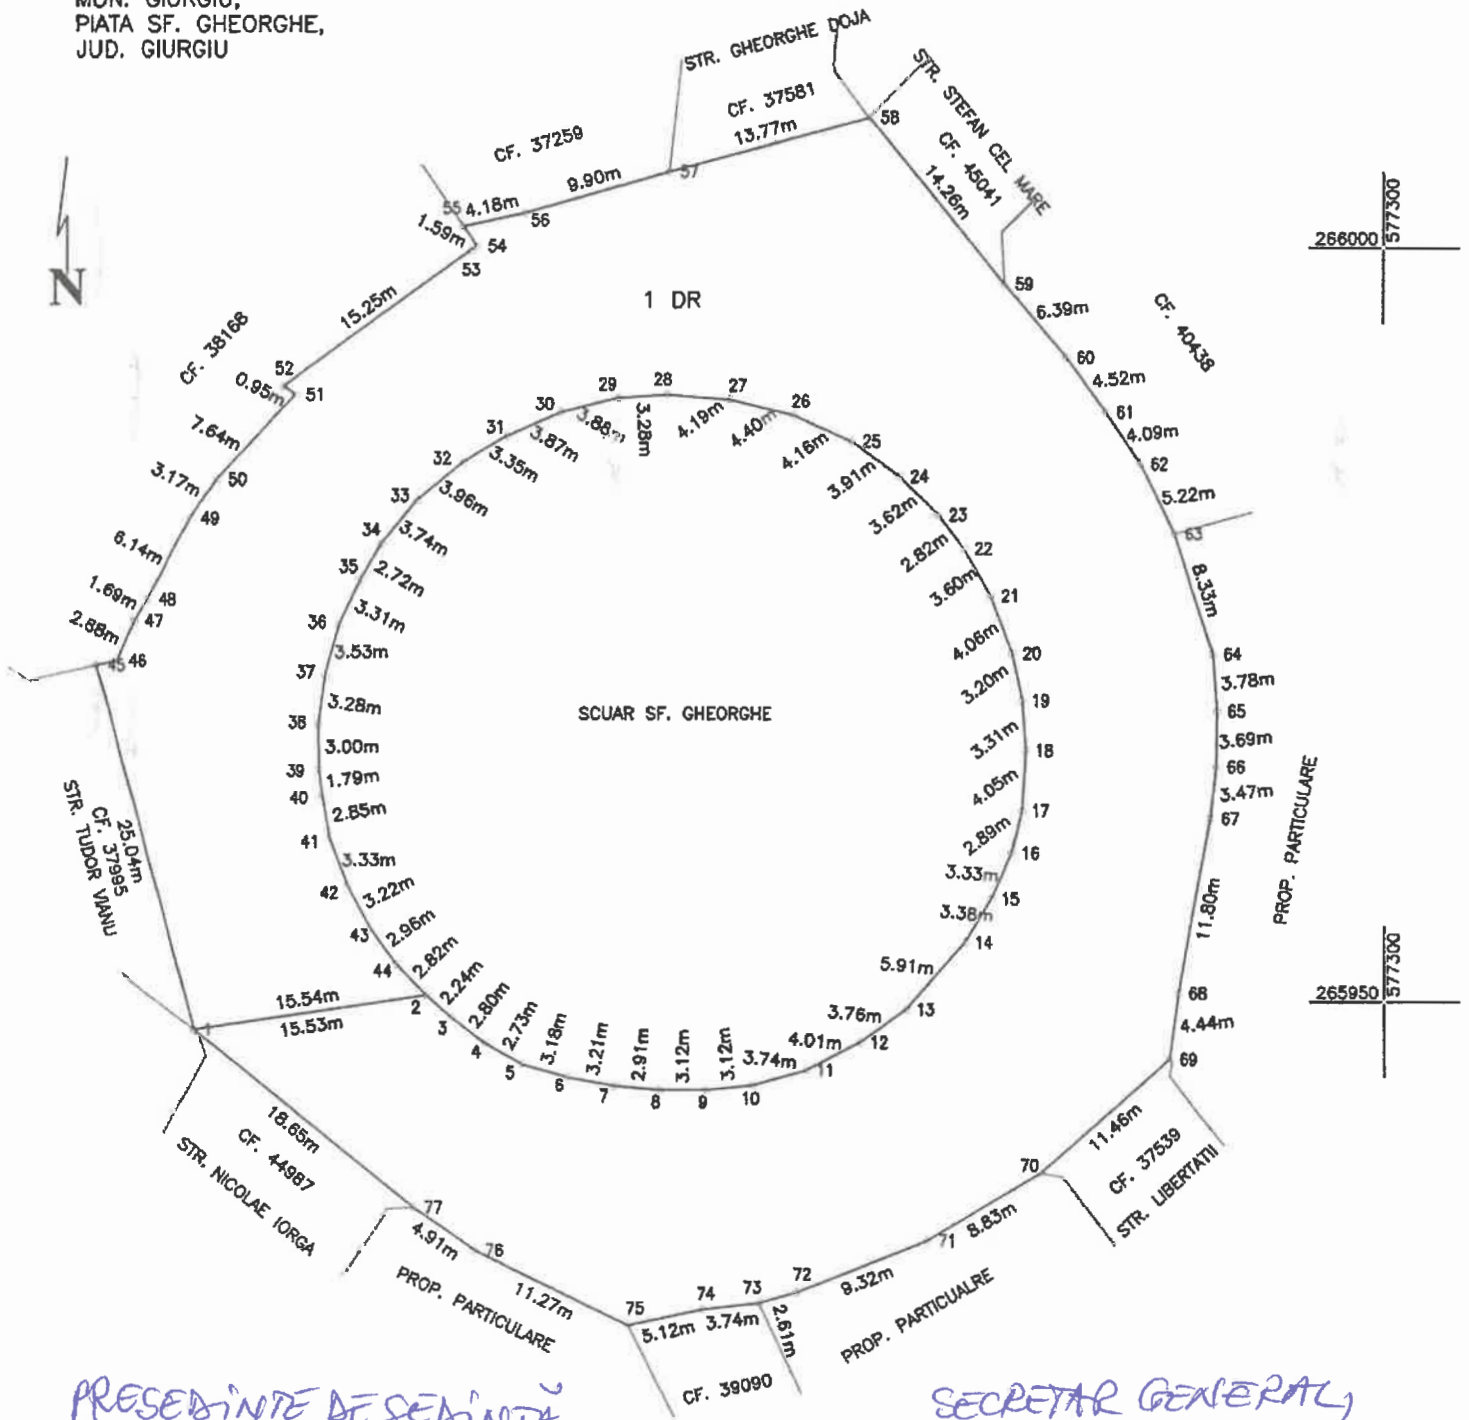 MUN. GIURGIU,
PIATA SF. GHEORGHE,
JUD. GIURGIU
STR. GHEORGHE DOJA
CF. 37581
13.77m
58
STR. STEFAN CEL MARE
CF. 45041
14.26m
CF. 37259
9.90m
57
55
4.18m
56
1.59m
54
53
N
577300
266000
15.25m
1 DR
59
6.39m
CF. 40438
CF. 38168
52
0.95m
51
60
4.52m
61
4.09m
62
5.22m
63
7.64m
3.17m
50
49
6.14m
1.69m
48
47
2.88m
45
46
29
28
27
26
30
3.88m
3.28m
4.19m
4.40m
31
3.87m
4.16m
25
32
3.35m
3.91m
24
33
3.96m
3.62m
23
34
3.74m
2.82m
22
35
2.72m
3.60m
21
36
3.31m
4.06m
20
37
3.53m
3.20m
19
38
3.28m
3.31m
18
39
3.00m
4.05m
17
40
1.79m
2.89m
16
41
2.85m
3.33m
15
42
3.33m
3.38m
14
43
3.22m
5.91m
13
44
2.96m
3.76m
12
2.82m
4.01m
11
SCUAR SF. GHEORGHE
8.33m
64
3.78m
65
3.69m
66
3.47m
67
11.80m
PROP. PARTICULARE
25.04m
CF. 37995
STR. TUDOR VIANU
577300
265950
68
4.44m
69
15.54m
15.53m
1
2
2.24m
3
2.80m
4
2.73m
5
3.18m
6
3.21m
7
2.91m
8
3.12m
9
3.12m
10
3.74m
18.65m
CF. 44987
STR. NICOLAE IORGA
77
4.91m
76
11.27m
PROP. PARTICULARE
11.46m
CF. 37539
STR. LIBERTATII
70
8.83m
71
9.32m
PROP. PARTICUALRE
72
73
2.61m
74
3.74m
75
5.12m
CF. 39090
PRESEDINTE DE SEDINTĂ
SECRETAR GENERAL,